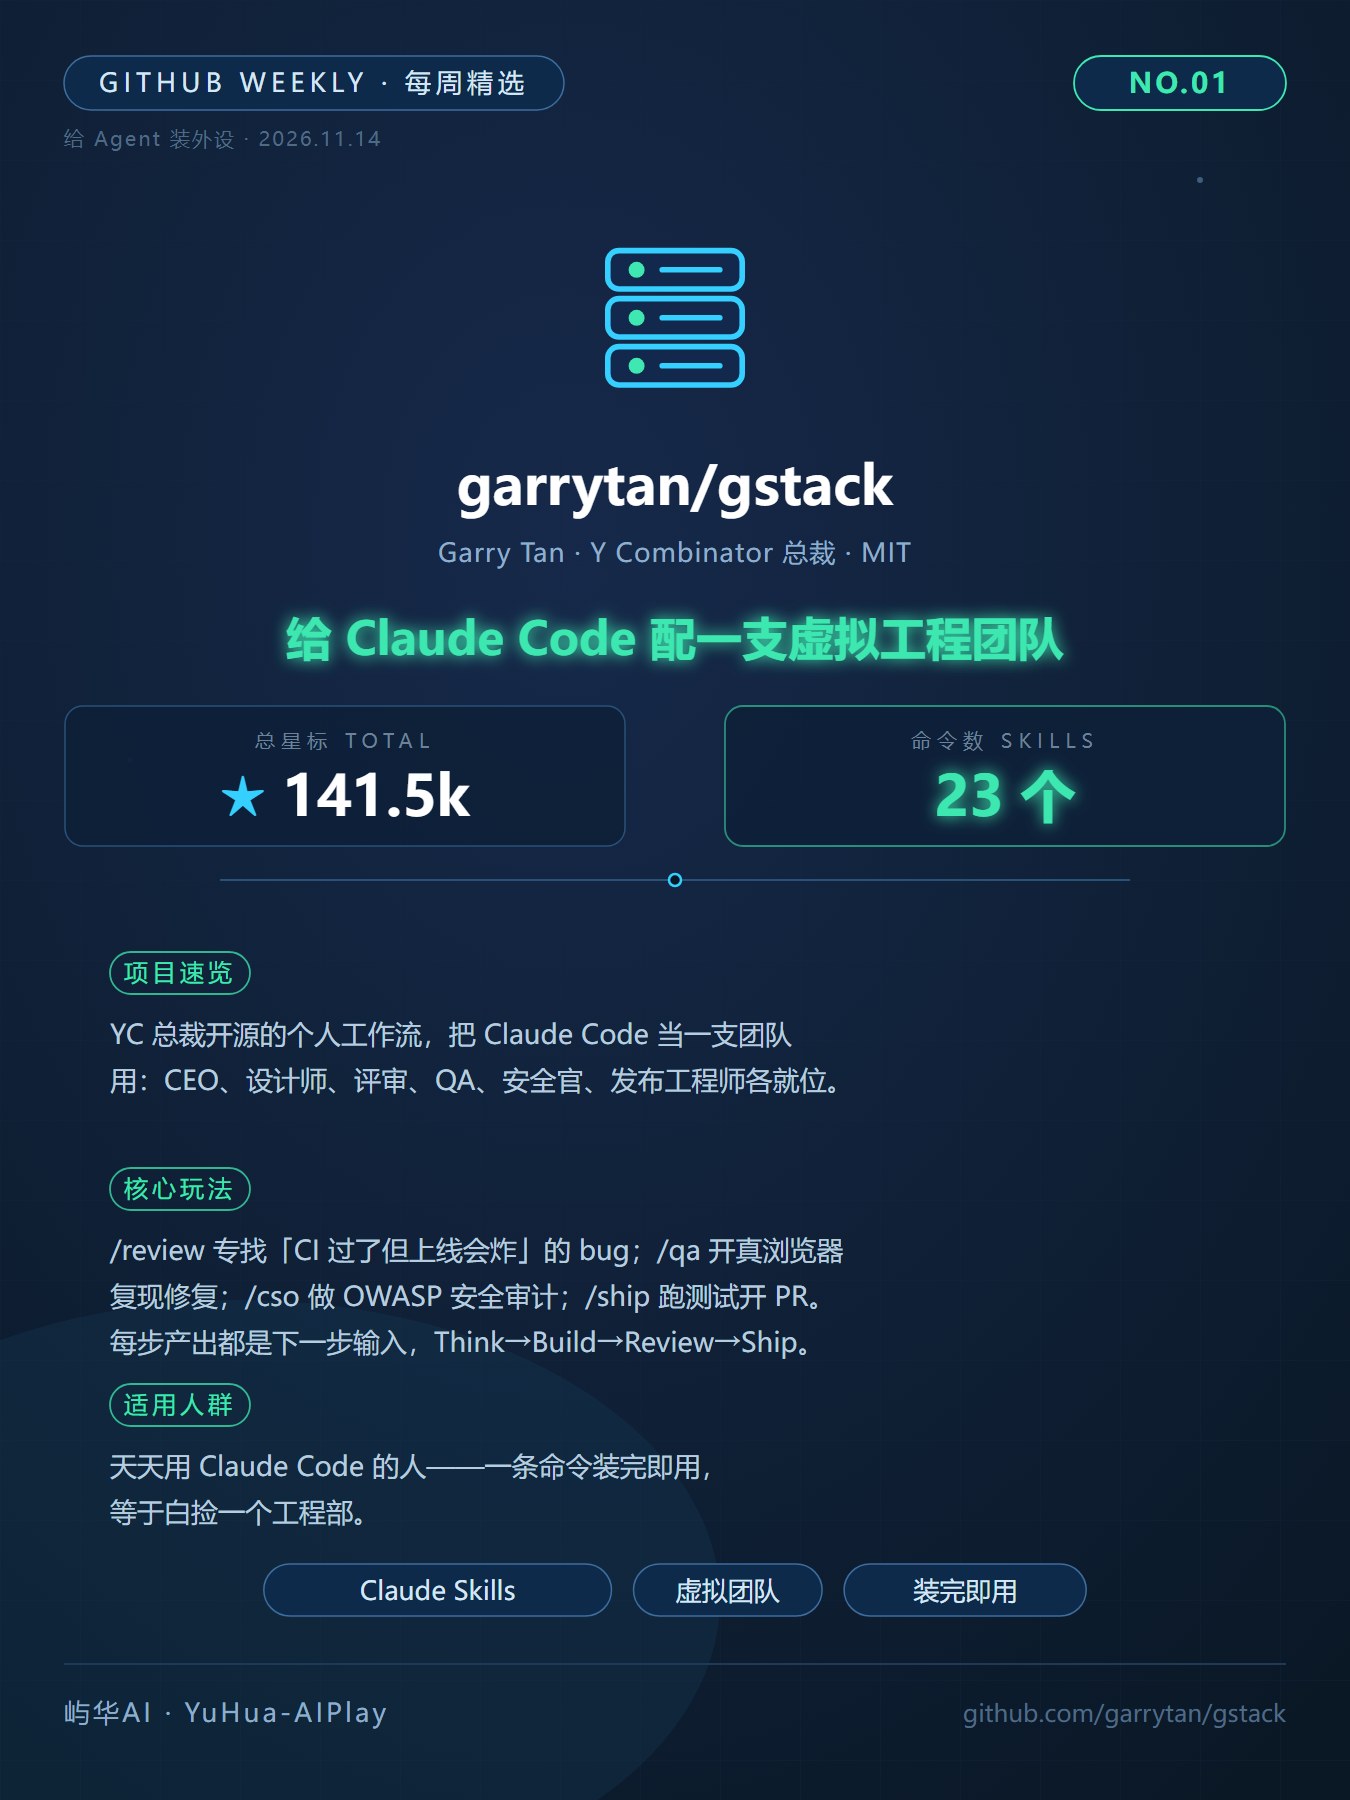 GITHUB WEEKLY · 每周精选
NO.01
给 Agent 装外设 · 2026.11.14
garrytan/gstack
Garry Tan · Y Combinator 总裁 · MIT
给 Claude Code 配一支虚拟工程团队
总星标 TOTAL
★ 141.5k
命令数 SKILLS
23 个
项目速览
YC 总裁开源的个人工作流，把 Claude Code 当一支团队
用：CEO、设计师、评审、QA、安全官、发布工程师各就位。
核心玩法
/review 专找「CI 过了但上线会炸」的 bug；/qa 开真浏览器
复现修复；/cso 做 OWASP 安全审计；/ship 跑测试开 PR。
每步产出都是下一步输入，Think→Build→Review→Ship。
适用人群
天天用 Claude Code 的人——一条命令装完即用，
等于白捡一个工程部。
Claude Skills
虚拟团队
装完即用
屿华AI · YuHua-AIPlay
github.com/garrytan/gstack